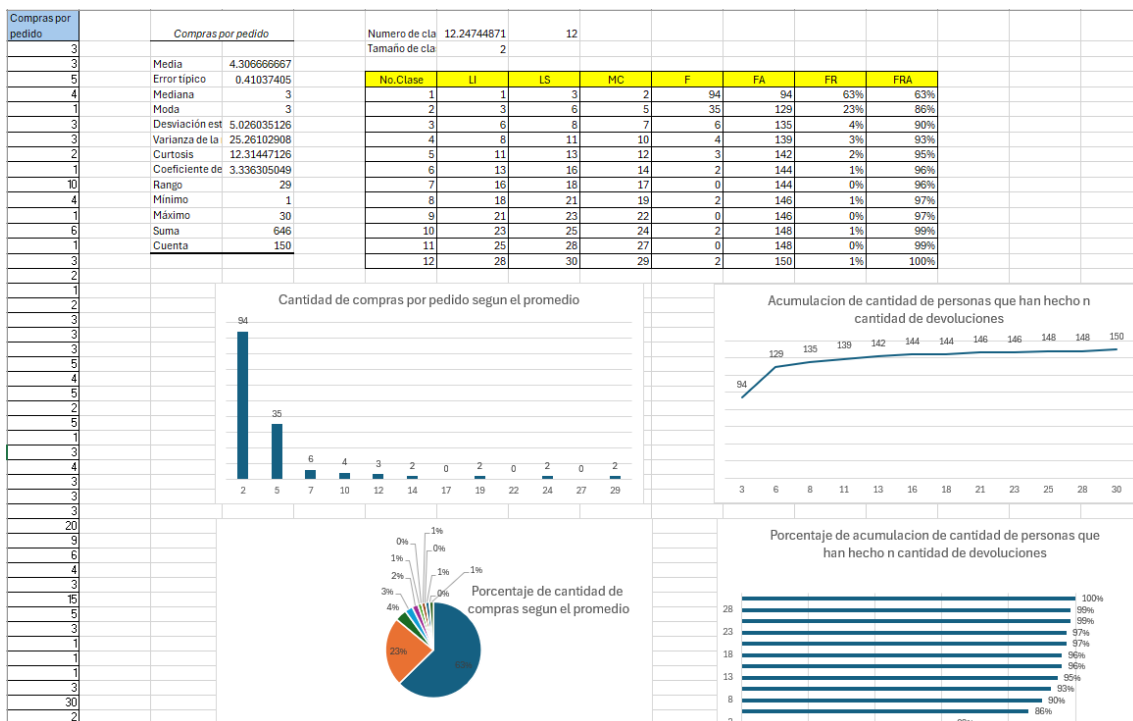 Compras por pedido
3
3
5
4
1
3
3
2
1
10
4
1
6
1
3
2
1
2
3
3
3
5
4
5
2
5
1
3
4
3
3
3
20
9
6
4
3
15
5
3
1
1
1
3
30
2
Compras por pedido
Media 4.306666667
Error típico 0.41037405
Mediana 3
Moda 3
Desviación est 5.026035126
Varianza de la 25.26102908
Curtosis 12.31447126
Coeficiente de 3.336305049
Rango 29
Mínimo 1
Máximo 30
Suma 646
Cuenta 150
Numero de cla 12.24744871 12
Tamaño de cla 2
No.Clase LI LS MC F FA FR FRA
1 1 3 2 94 94 63% 63%
2 3 6 5 35 129 23% 86%
3 6 8 7 6 135 4% 90%
4 8 11 10 4 139 3% 93%
5 11 13 12 3 142 2% 95%
6 13 16 14 2 144 1% 96%
7 16 18 17 0 144 0% 96%
8 18 21 19 2 146 1% 97%
9 21 23 22 0 146 0% 97%
10 23 25 24 2 148 1% 99%
11 25 28 27 0 148 0% 99%
12 28 30 29 2 150 1% 100%
Cantidad de compras por pedido segun el promedio
94 35 6 4 3 2 0 2 0 2 0 2
2 5 7 10 12 14 17 19 22 24 27 29
Acumulacion de cantidad de personas que han hecho n
cantidad de devoluciones
94 129 135 139 142 144 144 146 146 148 148 150
3 6 8 11 13 16 18 21 23 25 28 30
Porcentaje de cantidad de
compras segun el promedio
1%
0%
0%
1%
1%
1%
2%
3%
0%
4%
23%
63%
Porcentaje de acumulacion de cantidad de personas que
han hecho n cantidad de devoluciones
100%
28 99%
99%
23 97%
97%
18 96%
96%
13 95%
93%
8 90%
86%